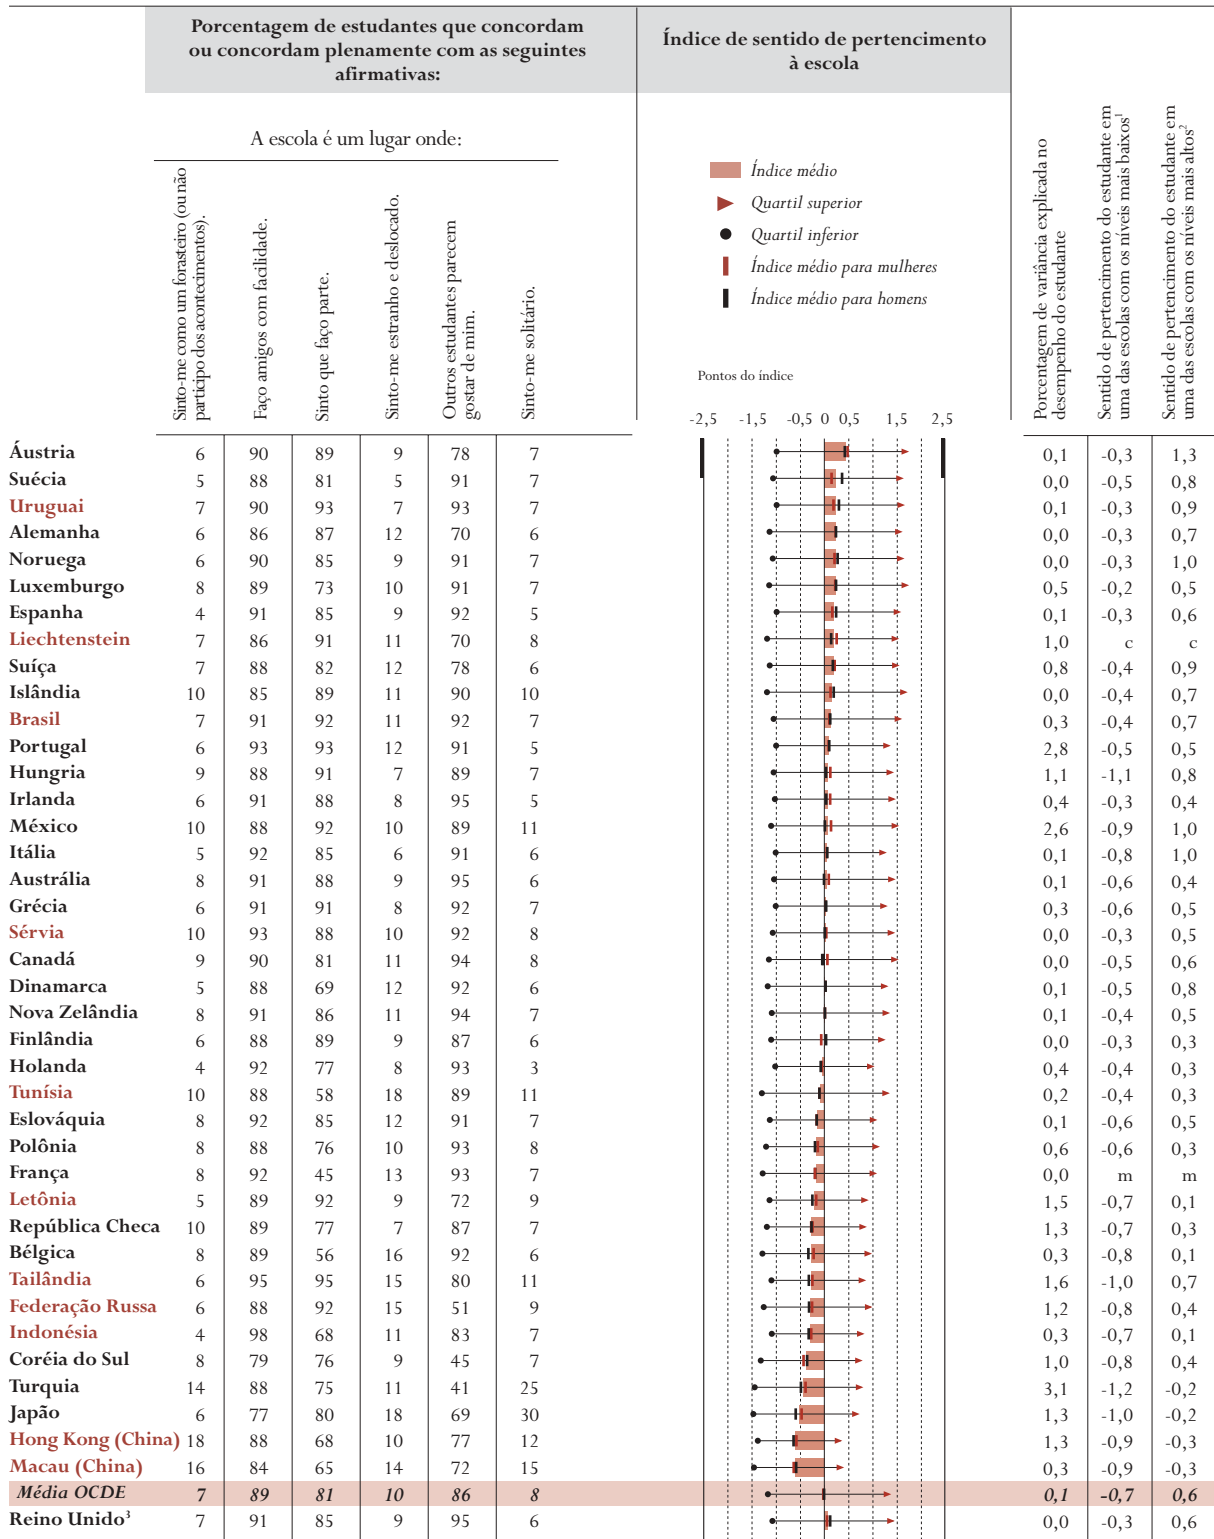 Porcentagem de estudantes que concordam
ou concordam plenamente com as seguintes
afirmativas:
Índice de sentido de pertencimento
à escola
A escola é um lugar onde:
Sinto-me como um forasteiro (ou não
participo dos acontecimentos).
Faço amigos com facilidade.
Sinto que faço parte.
Sinto-me estranho e deslocado.
Outros estudantes parecem
gostar de mim.
Sinto-me solitário.
Índice médio
Quartil superior
Quartil inferior
Índice médio para mulheres
Índice médio para homens
Pontos do índice
-2,5 -1,5 -0,5 0 0,5 1,5 2,5
Porcentagem de variância explicada no
desempenho do estudante
Sentido de pertencimento do estudante em
uma das escolas com os níveis mais baixos¹
Sentido de pertencimento do estudante em
uma das escolas com os níveis mais altos²
Áustria 6 90 89 9 78 7 0,1 -0,3 1,3
Suécia 5 88 81 5 91 7 0,0 -0,5 0,8
Uruguai 7 90 93 7 93 7 0,1 -0,3 0,9
Alemanha 6 86 87 12 70 6 0,0 -0,3 0,7
Noruega 6 90 85 9 91 7 0,0 -0,3 1,0
Luxemburgo 8 89 73 10 91 7 0,5 -0,2 0,5
Espanha 4 91 85 9 92 5 0,1 -0,3 0,6
Liechtenstein 7 86 91 11 70 8 1,0 c c
Suíça 7 88 82 12 78 6 0,8 -0,4 0,9
Islândia 10 85 89 11 90 10 0,0 -0,4 0,7
Brasil 7 91 92 11 92 7 0,3 -0,4 0,7
Portugal 6 93 93 12 91 5 2,8 -0,5 0,5
Hungria 9 88 91 7 89 7 1,1 -1,1 0,8
Irlanda 6 91 88 8 95 5 0,4 -0,3 0,4
México 10 88 92 10 89 11 2,6 -0,9 1,0
Itália 5 92 85 6 91 6 0,1 -0,8 1,0
Austrália 8 91 88 9 95 6 0,1 -0,6 0,4
Grécia 6 91 91 8 92 7 0,3 -0,6 0,5
Sérvia 10 93 88 10 92 8 0,0 -0,3 0,5
Canadá 9 90 81 11 94 8 0,0 -0,5 0,6
Dinamarca 5 88 69 12 92 6 0,1 -0,5 0,8
Nova Zelândia 8 91 86 11 94 7 0,1 -0,4 0,5
Finlândia 6 88 89 9 87 6 0,0 -0,3 0,3
Holanda 4 92 77 8 93 3 0,4 -0,4 0,3
Tunísia 10 88 58 18 89 11 0,2 -0,4 0,3
Eslováquia 8 92 85 12 91 7 0,1 -0,6 0,5
Polônia 8 88 76 10 93 8 0,6 -0,6 0,3
França 8 92 45 13 93 7 0,0 m m
Letônia 5 89 92 9 72 9 1,5 -0,7 0,1
República Checa 10 89 77 7 87 7 1,3 -0,7 0,3
Bélgica 8 89 56 16 92 6 0,3 -0,8 0,1
Tailândia 6 95 95 15 80 11 1,6 -1,0 0,7
Federação Russa 6 88 92 15 51 9 1,2 -0,8 0,4
Indonésia 4 98 68 11 83 7 0,3 -0,7 0,1
Coréia do Sul 8 79 76 9 45 7 1,0 -0,8 0,4
Turquia 14 88 75 11 41 25 3,1 -1,2 -0,2
Japão 6 77 80 18 69 30 1,3 -1,0 -0,2
Hong Kong (China) 18 88 68 10 77 12 1,3 -0,9 -0,3
Macau (China) 16 84 65 14 72 15 0,3 -0,9 -0,3
Média OCDE 7 89 81 10 86 8 0,1 -0,7 0,6
Reino Unido³ 7 91 85 9 95 6 0,0 -0,3 0,6